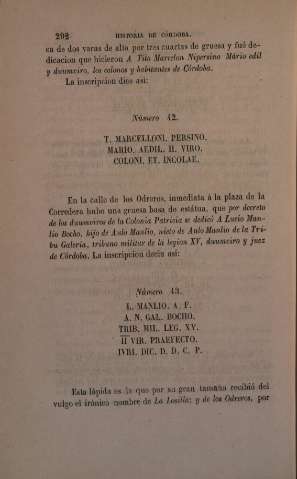 292 HISTORIA DE CÓRDOBA.
ca de dos varas de alto por tres cuartas de gruesa y fué de-
dicacion que hicieron A Tito Marcelon Nipersino Mário edil
y duunviro, los colonos y habitantes de Córdoba.
La inscripcion dice así:
Número 42.
T. MARCELLONI. PERSINO.
MARIO. AEDIL. II. VIRO.
COLONI. ET. INCOLAE.
En la calle de los Odreros, inmediata á la plaza de la
Corredera hubo una gruesa basa de estátua, que por decreto
de los duunviros de la Colonia Patricia se dedicó A Lucio Man-
lio Bocho, hijo de Aulo Manlio, nieto de Aulo Manlio de la Tri-
bu Galeria, tribuno militar de la legion XV, duunviro y juez
de Córdoba. La inscripcion decia así:
Número 43.
L. MANLIO. A. F.
A. N. GAL. BOCHO.
TRIB. MIL. LEG. XV.
II VIR. PRAEFECTO.
IVRI. DIC. D. D. C. P.
Esta lápida es la que por su gran tamaño recibió del
vulgo el irónico nombre de La Losilla; y de los Odreros, por